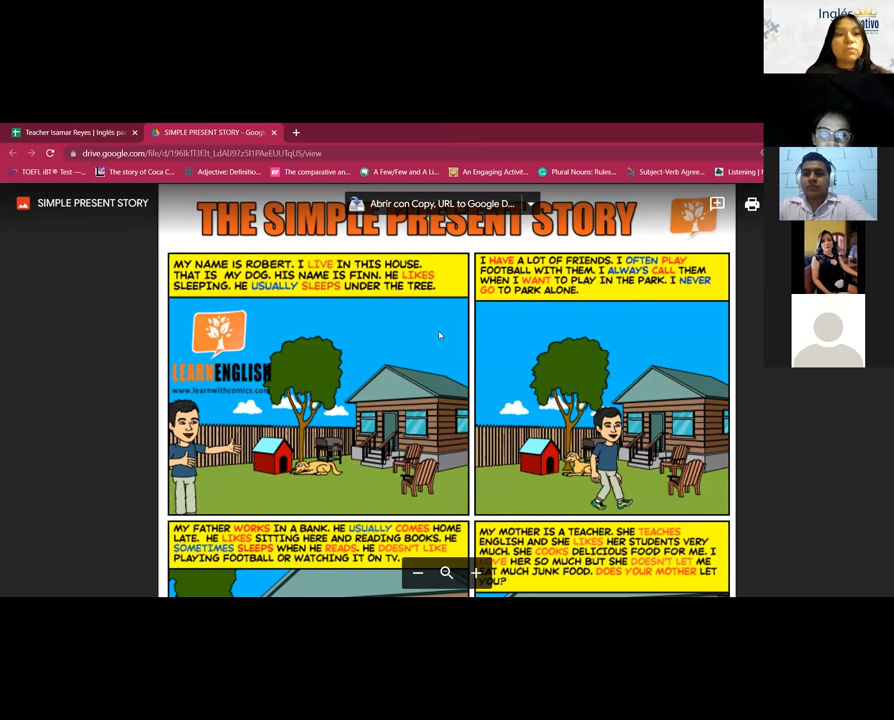 Inglés
Teacher Isamar Reyes | Inglés pa
SIMPLE PRESENT STORY - Googl
drive.google.com/file/d/
/view
TOEFL iBT® Test —...
The story of Coca C...
Adjective: Definitio...
The comparative an...
A Few/Few and A Li...
An Engaging Activit...
Plural Nouns: Rules...
Subject-Verb Agree...
Listening |
SIMPLE PRESENT STORY
Abrir con Copy, URL to Google D...
THE SIMPLE PRESENT STORY
MY NAME IS ROBERT. I LIVE IN THIS HOUSE.
THAT IS MY DOG. HIS NAME IS FINN. HE LIKES
SLEEPING. HE USUALLY SLEEPS UNDER THE TREE.
I HAVE A LOT OF FRIENDS. I OFTEN PLAY
FOOTBALL WITH THEM. I ALWAYS CALL THEM
WHEN I WANT TO PLAY IN THE PARK. I NEVER
GO TO PARK ALONE.
LEARNENGLISH
www.learnwithcomics.com
MY FATHER WORKS IN A BANK. HE USUALLY COMES HOME
LATE. HE LIKES SITTING HERE AND READING BOOKS. HE
SOMETIMES SLEEPS WHEN HE READS. HE DOESN'T LIKE
PLAYING FOOTBALL OR WATCHING IT ON TV.
MY MOTHER IS A TEACHER. SHE TEACHES
ENGLISH AND SHE LIKES HER STUDENTS VERY
MUCH. SHE COOKS DELICIOUS FOOD FOR ME. I
HER SO MUCH BUT SHE DOESN'T LET ME
MUCH JUNK FOOD. DOES YOUR MOTHER LET
YOU?